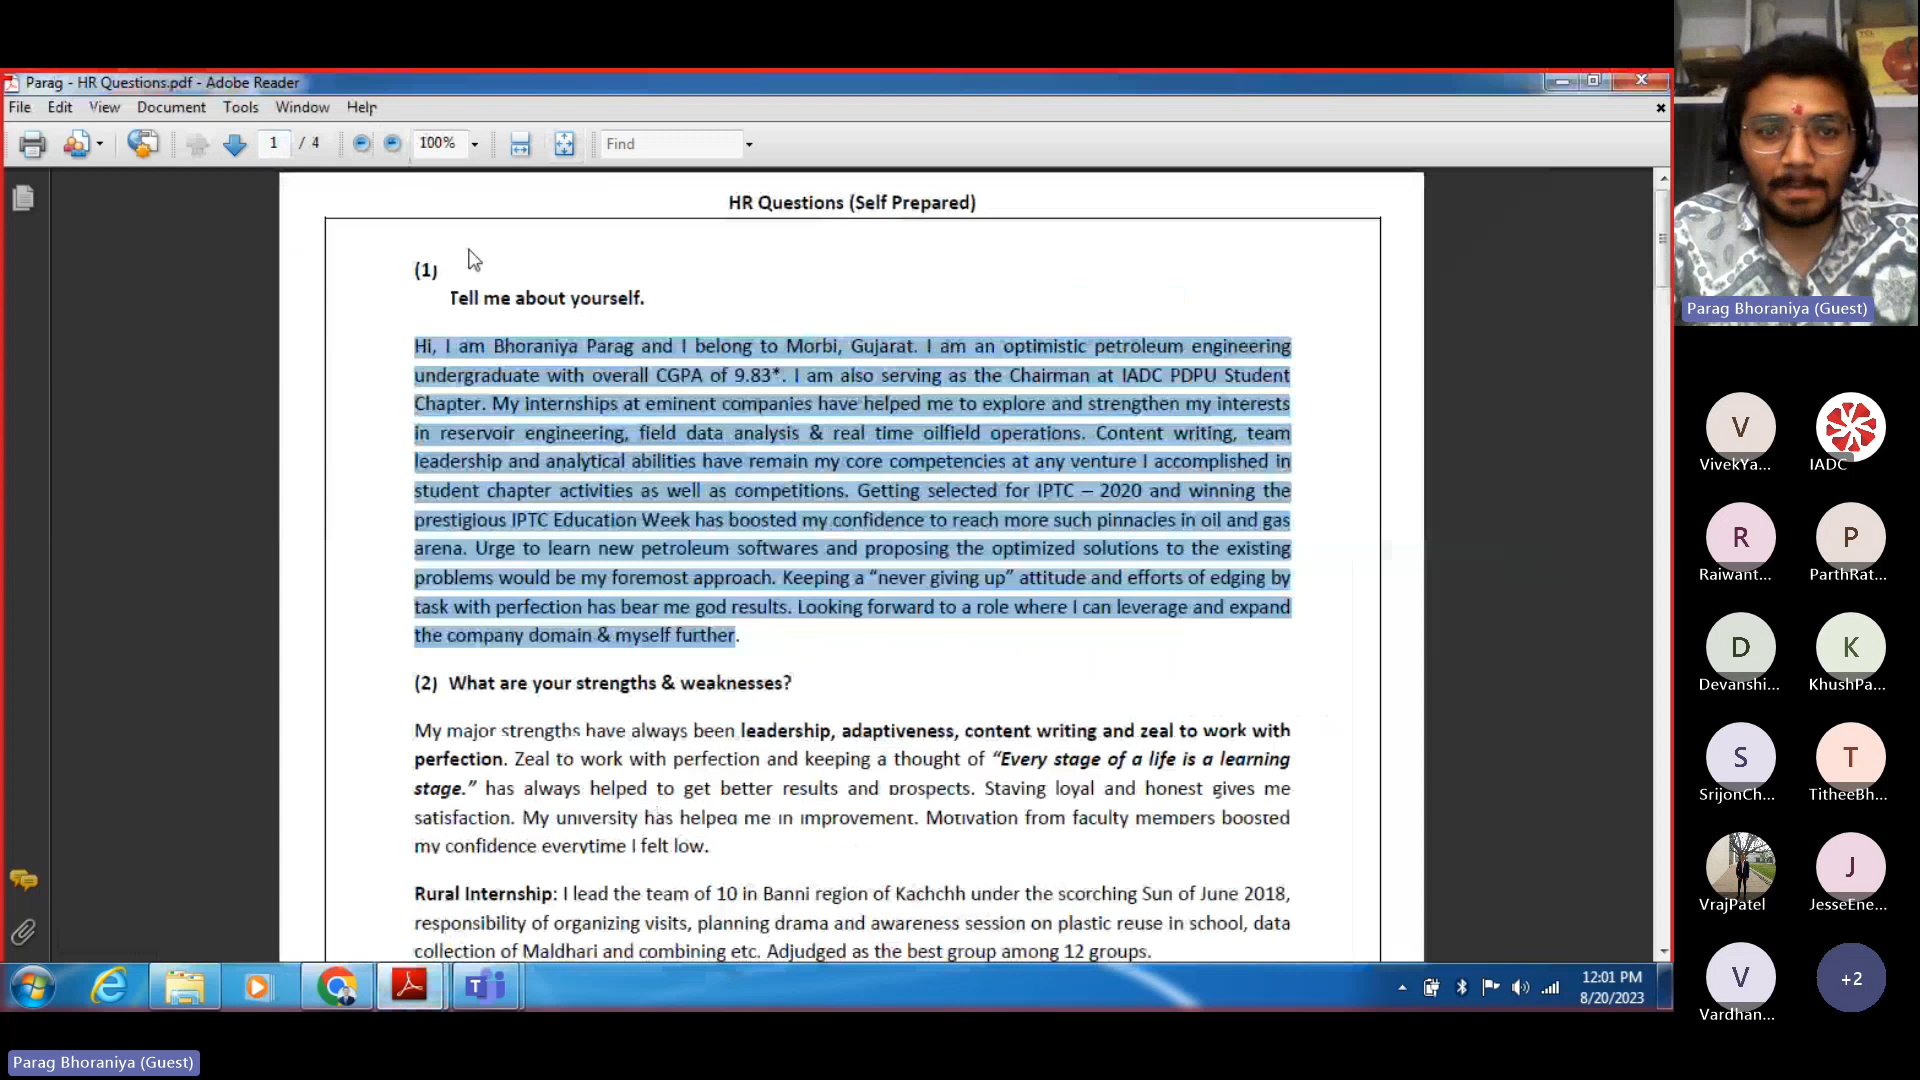 Parag - HR Questions.pdf - Adobe Reader
File Edit View Document Tools Window Help
1 / 4 100% Find
HR Questions (Self Prepared)
(1)
Tell me about yourself.
Hi, I am Bhoraniya Parag and I belong to Morbi, Gujarat. I am an optimistic petroleum engineering
undergraduate with overall CGPA of 9.83*. I am also serving as the Chairman at IADC PDPU Student
Chapter. My internships at eminent companies have helped me to explore and strengthen my interests
in reservoir engineering, field data analysis & real time oilfield operations. Content writing, team
leadership and analytical abilities have remain my core competencies at any venture I accomplished in
student chapter activities as well as competitions. Getting selected for IPTC – 2020 and winning the
prestigious IPTC Education Week has boosted my confidence to reach more such pinnacles in oil and gas
arena. Urge to learn new petroleum softwares and proposing the optimized solutions to the existing
problems would be my foremost approach. Keeping a “never giving up” attitude and efforts of edging by
task with perfection has bear me god results. Looking forward to a role where I can leverage and expand
the company domain & myself further.
(2) What are your strengths & weaknesses?
My major strengths have always been leadership, adaptiveness, content writing and zeal to work with
perfection. Zeal to work with perfection and keeping a thought of “Every stage of a life is a learning
stage.” has always helped to get better results and prospects. Staying loyal and honest gives me
satisfaction. My university has helped me in improvement. Motivation from faculty members boosted
my confidence everytime I felt low.
Rural Internship: I lead the team of 10 in Banni region of Kachchh under the scorching Sun of June 2018,
responsibility of organizing visits, planning drama and awareness session on plastic reuse in school, data
collection of Maldhari and combining etc. Adjudged as the best group among 12 groups.
12:01 PM
8/20/2023
Parag Bhoraniya (Guest)
Parag Bhoraniya (Guest)
V
VivekYa...
IADC
R
Raiwant...
P
ParthRat...
D
Devanshi...
K
KhushPa...
S
SrijonCh...
T
TitheeBh...
VrajPatel
J
JesseEne...
V
Vardhan...
+2